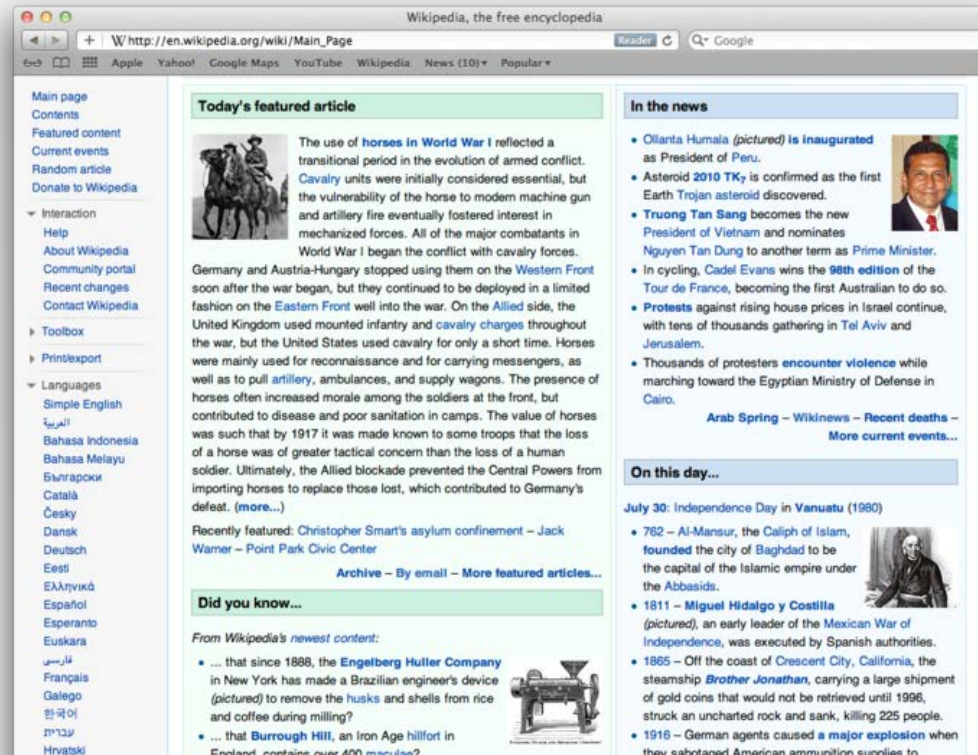 Wikipedia, the free encyclopedia
+ W http://en.wikipedia.org/wiki/Main_Page Reader Google
Apple Yahoo! Google Maps YouTube Wikipedia News (10) Popular
Main page
Contents
Featured content
Current events
Random article
Donate to Wikipedia
Interaction
Help
About Wikipedia
Community portal
Recent changes
Contact Wikipedia
Toolbox
Print/export
Languages
Simple English
العربية
Bahasa Indonesia
Bahasa Melayu
Български
Català
Česky
Dansk
Deutsch
Eesti
Ελληνικά
Español
Esperanto
Euskara
فارسی
Français
Galego
한국어
עברית
Hrvatski
Today's featured article
The use of horses in World War I reflected a
transitional period in the evolution of armed conflict.
Cavalry units were initially considered essential, but
the vulnerability of the horse to modern machine gun
and artillery fire eventually fostered interest in
mechanized forces. All of the major combatants in
World War I began the conflict with cavalry forces.
Germany and Austria-Hungary stopped using them on the Western Front
soon after the war began, but they continued to be deployed in a limited
fashion on the Eastern Front well into the war. On the Allied side, the
United Kingdom used mounted infantry and cavalry charges throughout
the war, but the United States used cavalry for only a short time. Horses
were mainly used for reconnaissance and for carrying messengers, as
well as to pull artillery, ambulances, and supply wagons. The presence of
horses often increased morale among the soldiers at the front, but
contributed to disease and poor sanitation in camps. The value of horses
was such that by 1917 it was made known to some troops that the loss
of a horse was of greater tactical concern than the loss of a human
soldier. Ultimately, the Allied blockade prevented the Central Powers from
importing horses to replace those lost, which contributed to Germany's
defeat. (more...)
Recently featured: Christopher Smart's asylum confinement – Jack
Warner – Point Park Civic Center
Archive – By email – More featured articles...
Did you know...
From Wikipedia's newest content:
• ... that since 1888, the Engelberg Huller Company
in New York has made a Brazilian engineer's device
(pictured) to remove the husks and shells from rice
and coffee during milling?
• ... that Burrough Hill, an Iron Age hillfort in
England, contains over 400 maculae?
In the news
• Ollanta Humala (pictured) is inaugurated
as President of Peru.
• Asteroid 2010 TK7 is confirmed as the first
Earth Trojan asteroid discovered.
• Truong Tan Sang becomes the new
President of Vietnam and nominates
Nguyen Tan Dung to another term as Prime Minister.
• In cycling, Cadel Evans wins the 98th edition of the
Tour de France, becoming the first Australian to do so.
• Protests against rising house prices in Israel continue,
with tens of thousands gathering in Tel Aviv and
Jerusalem.
• Thousands of protesters encounter violence while
marching toward the Egyptian Ministry of Defense in
Cairo.
Arab Spring – Wikinews – Recent deaths –
More current events...
On this day...
July 30: Independence Day in Vanuatu (1980)
• 762 – Al-Mansur, the Caliph of Islam,
founded the city of Baghdad to be
the capital of the Islamic empire under
the Abbasids.
• 1811 – Miguel Hidalgo y Costilla
(pictured), an early leader of the Mexican War of
Independence, was executed by Spanish authorities.
• 1865 – Off the coast of Crescent City, California, the
steamship Brother Jonathan, carrying a large shipment
of gold coins that would not be retrieved until 1996,
struck an uncharted rock and sank, killing 225 people.
• 1916 – German agents caused a major explosion when
they sabotaged American ammunition supplies to